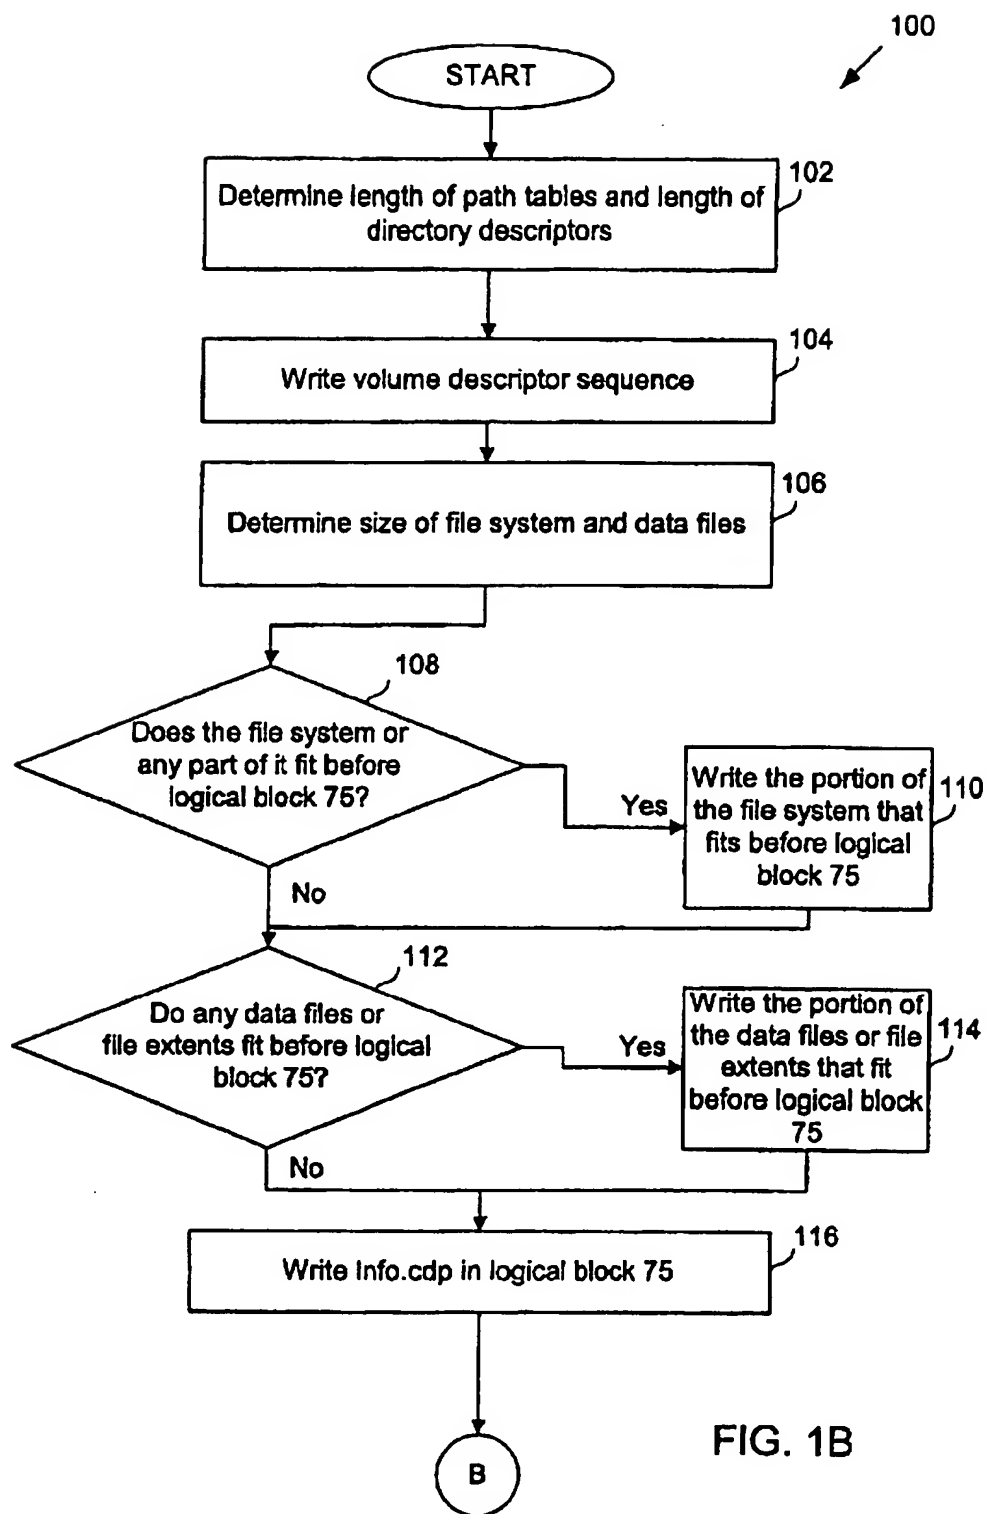 100
START
102
Determine length of path tables and length of
directory descriptors
104
Write volume descriptor sequence
106
Determine size of file system and data files
108
Does the file system or
any part of it fit before
logical block 75?
Yes
Write the portion of
the file system that
fits before logical
block 75
110
No
112
Do any data files or
file extents fit before logical
block 75?
Yes
Write the portion of
the data files or file
extents that fit
before logical block
75
114
No
116
Write info.cdp in logical block 75
B
FIG. 1B